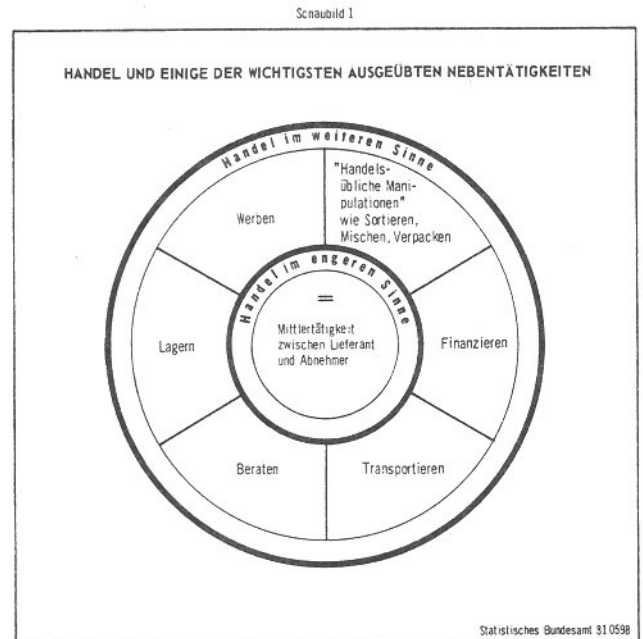 Schaubild 1
HANDEL UND EINIGE DER WICHTIGSTEN AUSGEÜBTEN NEBENTÄTIGKEITEN
Handel im weiteren Sinne
"Handels-
übliche Mani-
pulationen"
wie Sortieren,
Mischen, Verpacken
Werben
Handel im engeren Sinne
=
Mittlertätigkeit
zwischen Lieferant
und Abnehmer
Lagern
Finanzieren
Beraten
Transportieren
Statistisches Bundesamt 81 0598